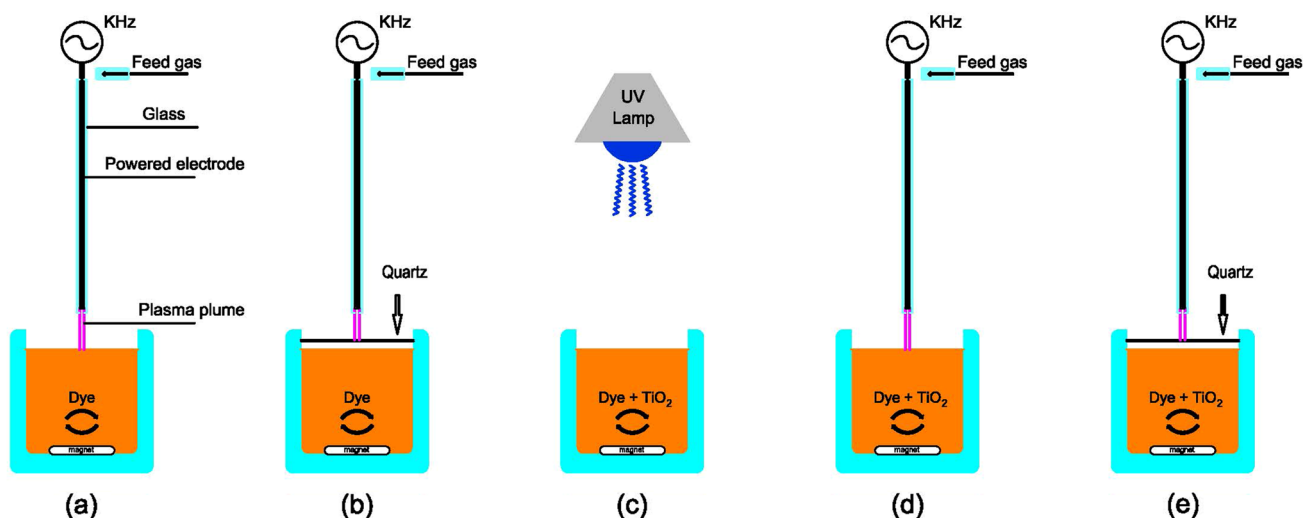 KHz
Feed gas
Glass
Powered electrode
Plasma plume
Dye
magnet
(a)
KHz
Feed gas
Quartz
Dye
magnet
(b)
UV
Lamp
Dye + TiO₂
magnet
(c)
KHz
Feed gas
Dye + TiO₂
magnet
(d)
KHz
Feed gas
Quartz
Dye + TiO₂
magnet
(e)